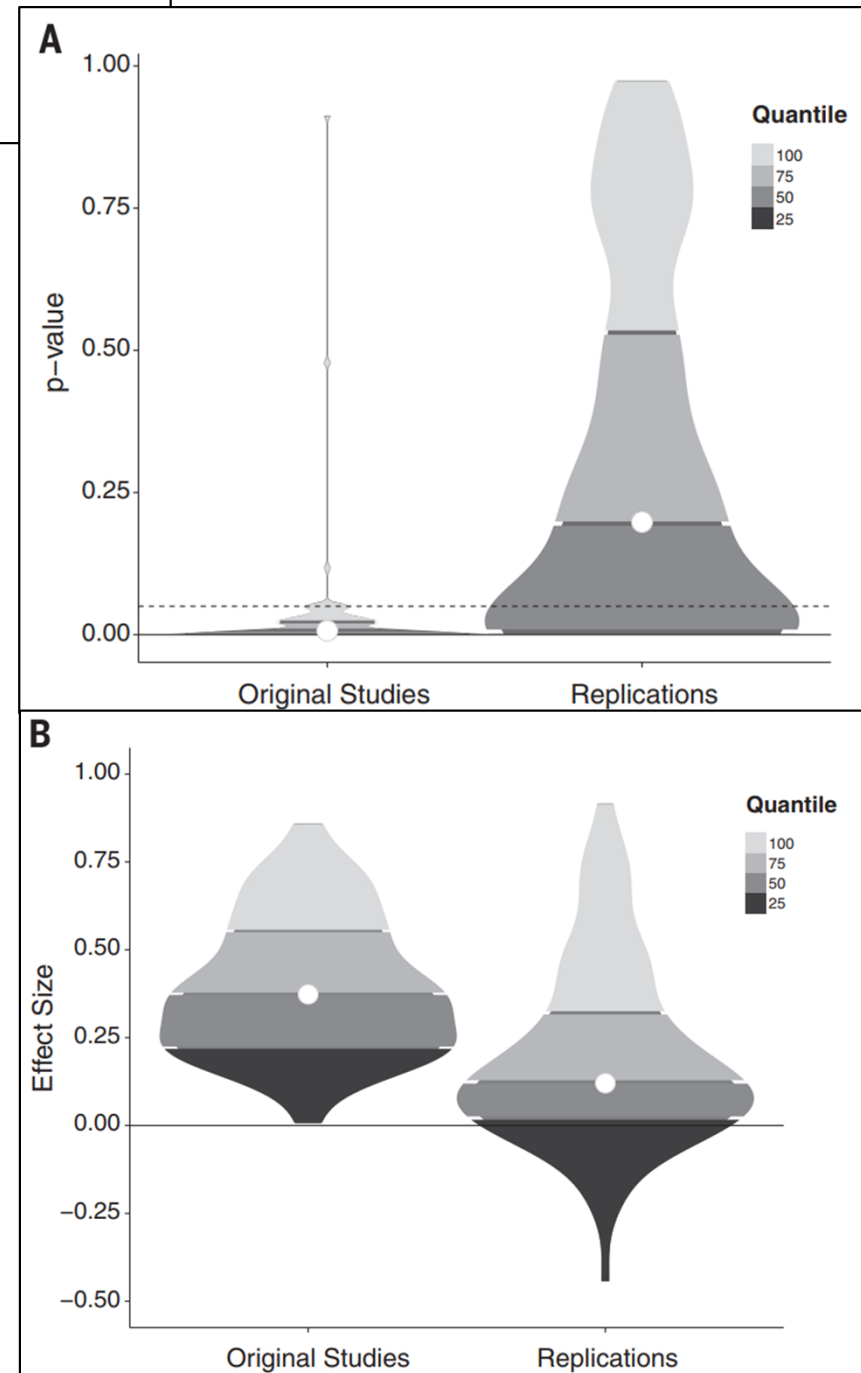 A
1.00
0.75
0.50
0.25
0.00
p−value
Quantile
100
75
50
25
Original Studies
Replications
B
1.00
0.75
0.50
0.25
0.00
−0.25
−0.50
Effect Size
Quantile
100
75
50
25
Original Studies
Replications